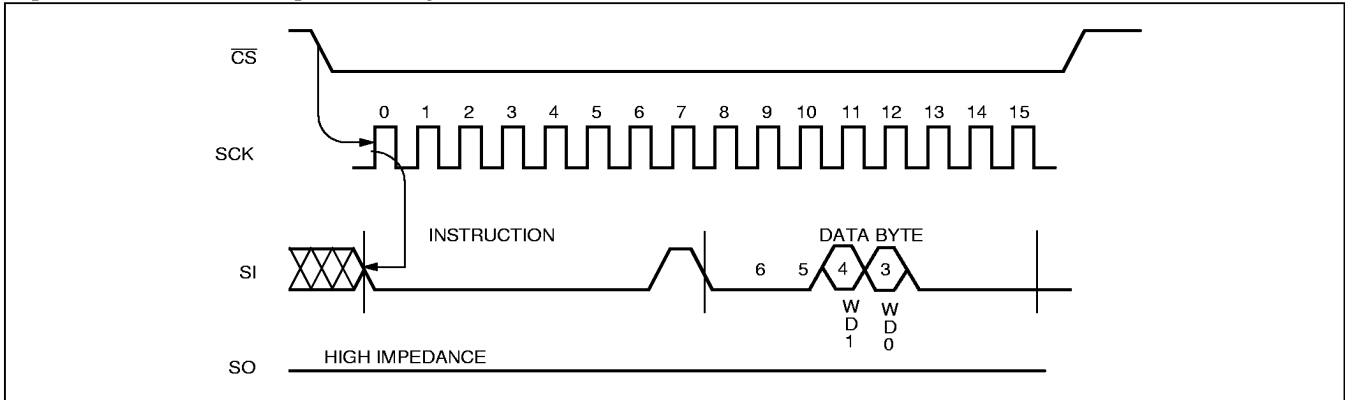 CS
0 1 2 3 4 5 6 7 8 9 10 11 12 13 14 15
SCK
INSTRUCTION
DATA BYTE
SI
6 5 4 3
W W
D D
1 0
HIGH IMPEDANCE
SO